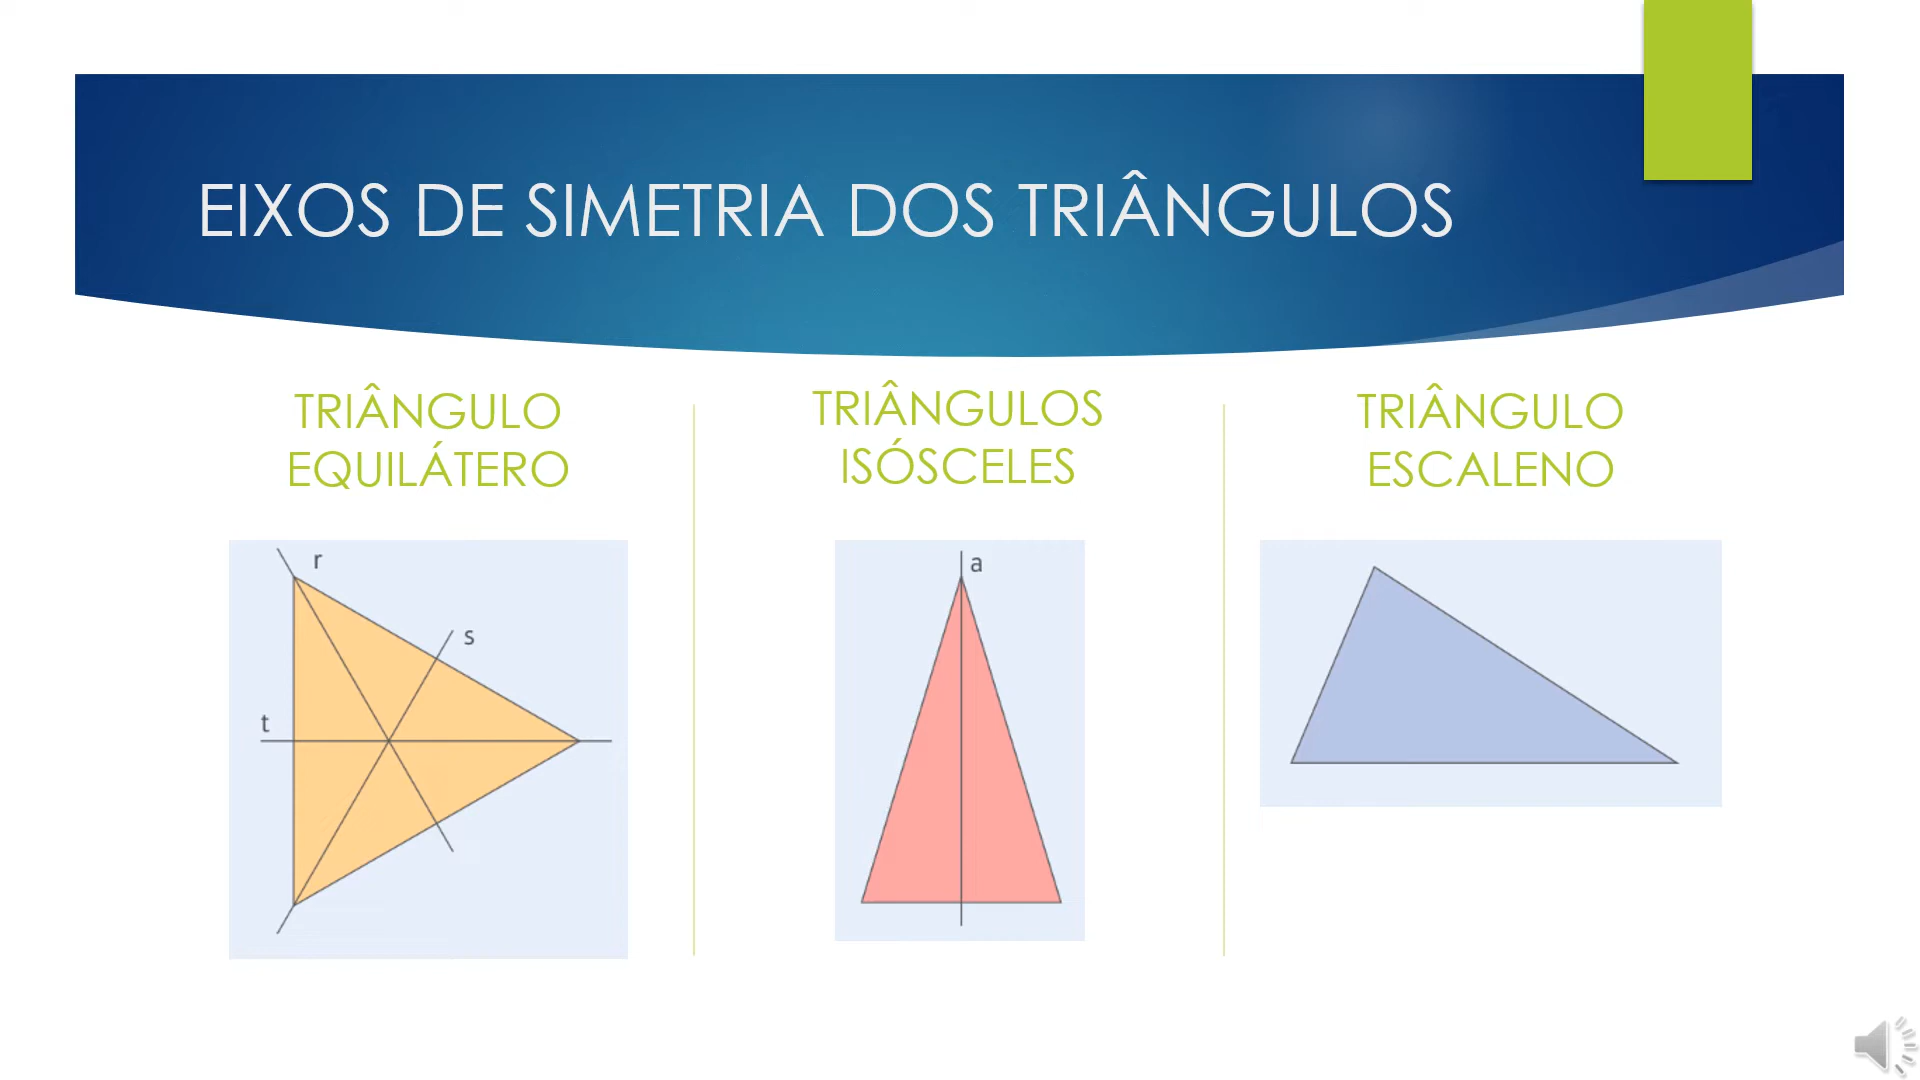 EIXOS DE SIMETRIA DOS TRIÂNGULOS
TRIÂNGULO
EQUILÁTERO
r
s
t
TRIÂNGULOS
ISÓSCELES
a
TRIÂNGULO
ESCALENO